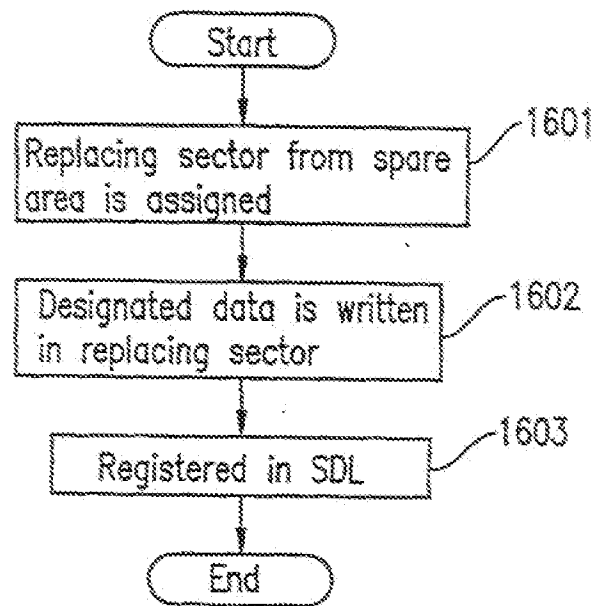 Start
1601
Replacing sector from spare
area is assigned
1602
Designated data is written
in replacing sector
1603
Registered in SDL
End